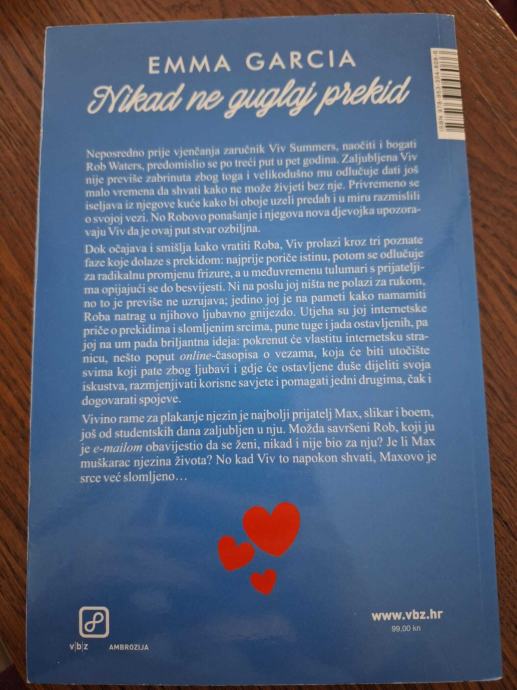 EMMA GARCIA
Nikad ne guglaj prekid
Neposredno prije vjenčanja zaručnik Viv Summers, naočiti i bogati
Rob Waters, predomislio se po treći put u pet godina. Zaljubljena Viv
nije previše zabrinuta zbog toga i velikodušno mu odlučuje dati još
malo vremena da shvati kako ne može živjeti bez nje. Privremeno se
iseljava iz njegove kuće kako bi oboje uzeli predah i u miru razmislili
o svojoj vezi. No Robovo ponašanje i njegova nova djevojka upozora-
vaju Viv da je ovaj put stvar ozbiljna.
Dok očajava i smišlja kako vratiti Roba, Viv prolazi kroz tri poznate
faze koje dolaze s prekidom: najprije poriče istinu, potom se odlučuje
za radikalnu promjenu frizure, a u međuvremenu tulumari s prijatelji-
ma opijajući se do besvijesti. Ni na poslu joj ništa ne polazi za rukom,
no to je previše ne uzrujava; jedino joj je na pameti kako namamiti
Roba natrag u njihovo ljubavno gnijezdo. Utjeha su joj internetske
priče o prekidima i slomljenim srcima, pune tuge i jada ostavljenih, pa
joj na um pada briljantna ideja: pokrenut će vlastitu internetsku stra-
nicu, nešto poput online-časopisa o vezama, koja će biti utočište
svima koji pate zbog ljubavi i gdje će ostavljene duše dijeliti svoja
iskustva, razmjenjivati korisne savjete i pomagati jedni drugima, čak i
dogovarati spojeve.
Vivino rame za plakanje njezin je najbolji prijatelj Max, slikar i boem,
još od studentskih dana zaljubljen u nju. Možda savršeni Rob, koji ju
je e-mailom obavijestio da se ženi, nikad i nije bio za nju? Je li Max
muškarac njezina života? No kad Viv to napokon shvati, Maxovo je
srce već slomljeno…
v|b|z
AMBROZIJA
www.vbz.hr
99,00 kn